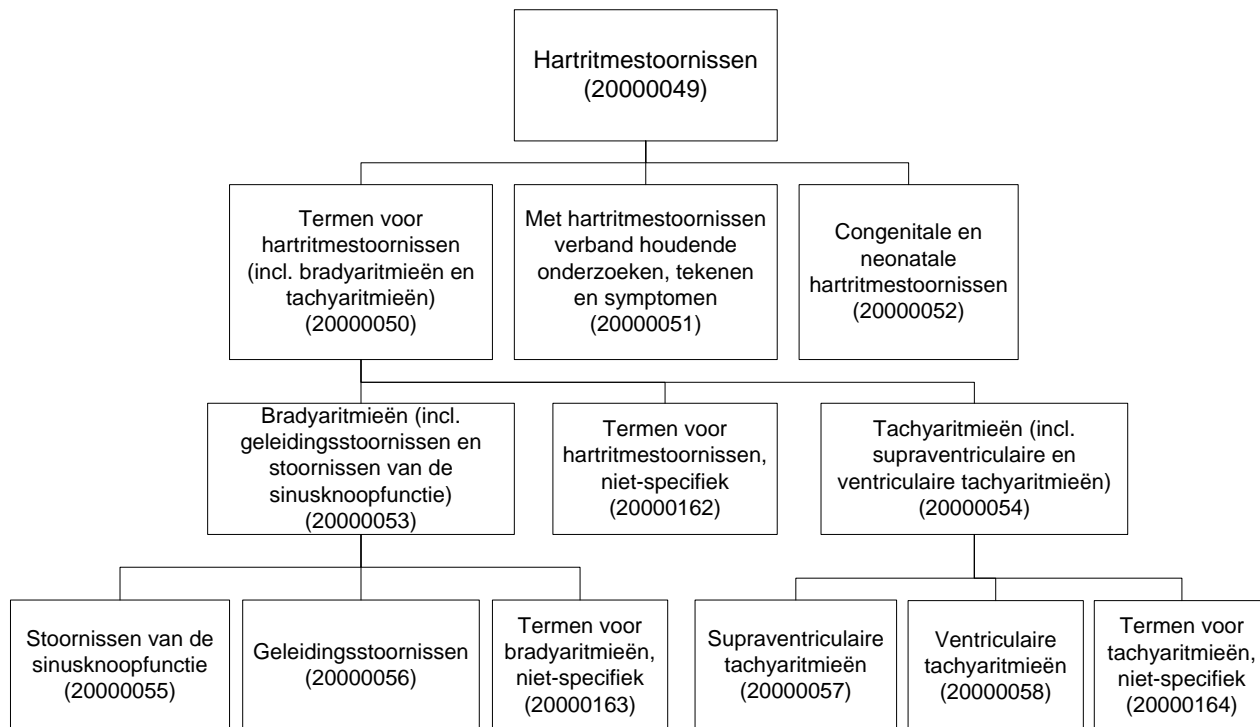 Hartritmestoornissen
(20000049)
Termen voor
hartritmestoornissen
(incl. bradyaritmieën en
tachyaritmieën)
(20000050)
Met hartritmestoornissen
verband houdende
onderzoeken, tekenen
en symptomen
(20000051)
Congenitale en
neonatale
hartritmestoornissen
(20000052)
Bradyaritmieën (incl.
geleidingsstoornissen en
stoornissen van de
sinusknoopfunctie)
(20000053)
Termen voor
hartritmestoornissen,
niet-specifiek
(20000162)
Tachyaritmieën (incl.
supraventriculaire en
ventriculaire tachyaritmieën)
(20000054)
Stoornissen van de
sinusknoopfunctie
(20000055)
Geleidingsstoornissen
(20000056)
Termen voor
bradyaritmieën,
niet-specifiek
(20000163)
Supraventriculaire
tachyaritmieën
(20000057)
Ventriculaire
tachyaritmieën
(20000058)
Termen voor
tachyaritmieën,
niet-specifiek
(20000164)